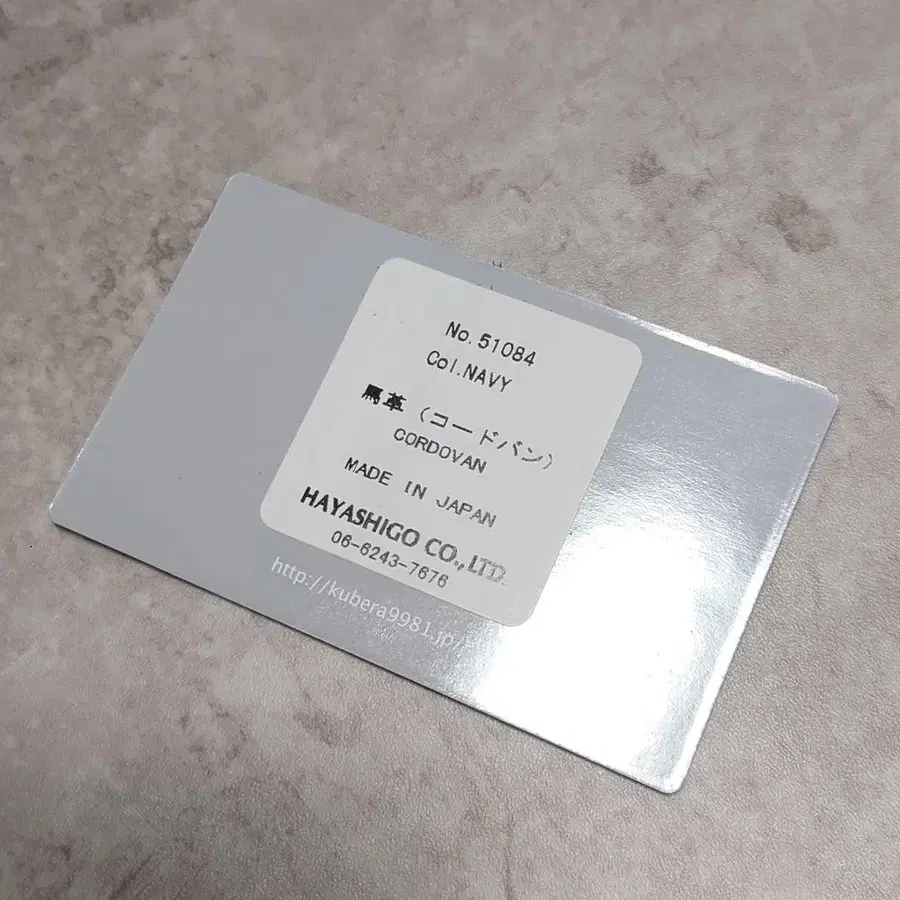 No.51084
Col.NAVY
馬革(コードバン)
CORDOVAN
MADE IN JAPAN
HAYASHIGO CO.,LTD.
06-6243-7676
http://kubera9981.jp/